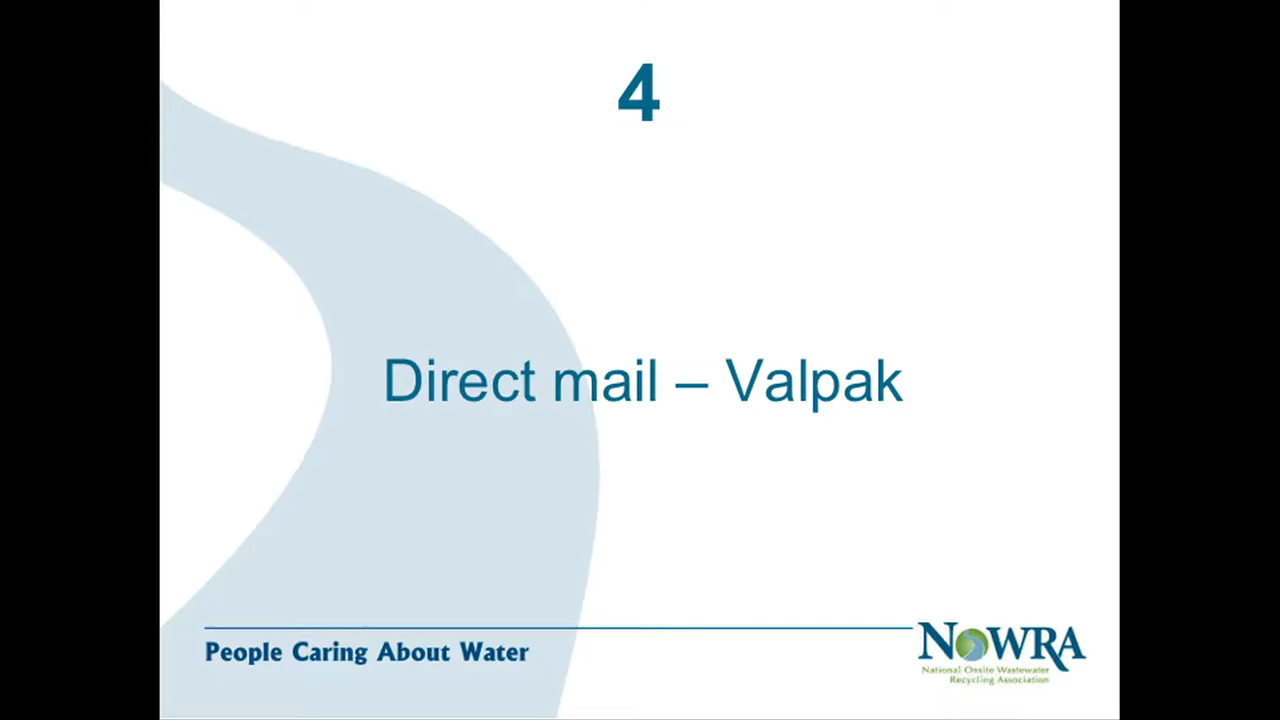 4
Direct mail – Valpak
People Caring About Water
NOWRA
National Onsite Wastewater
Recycling Association